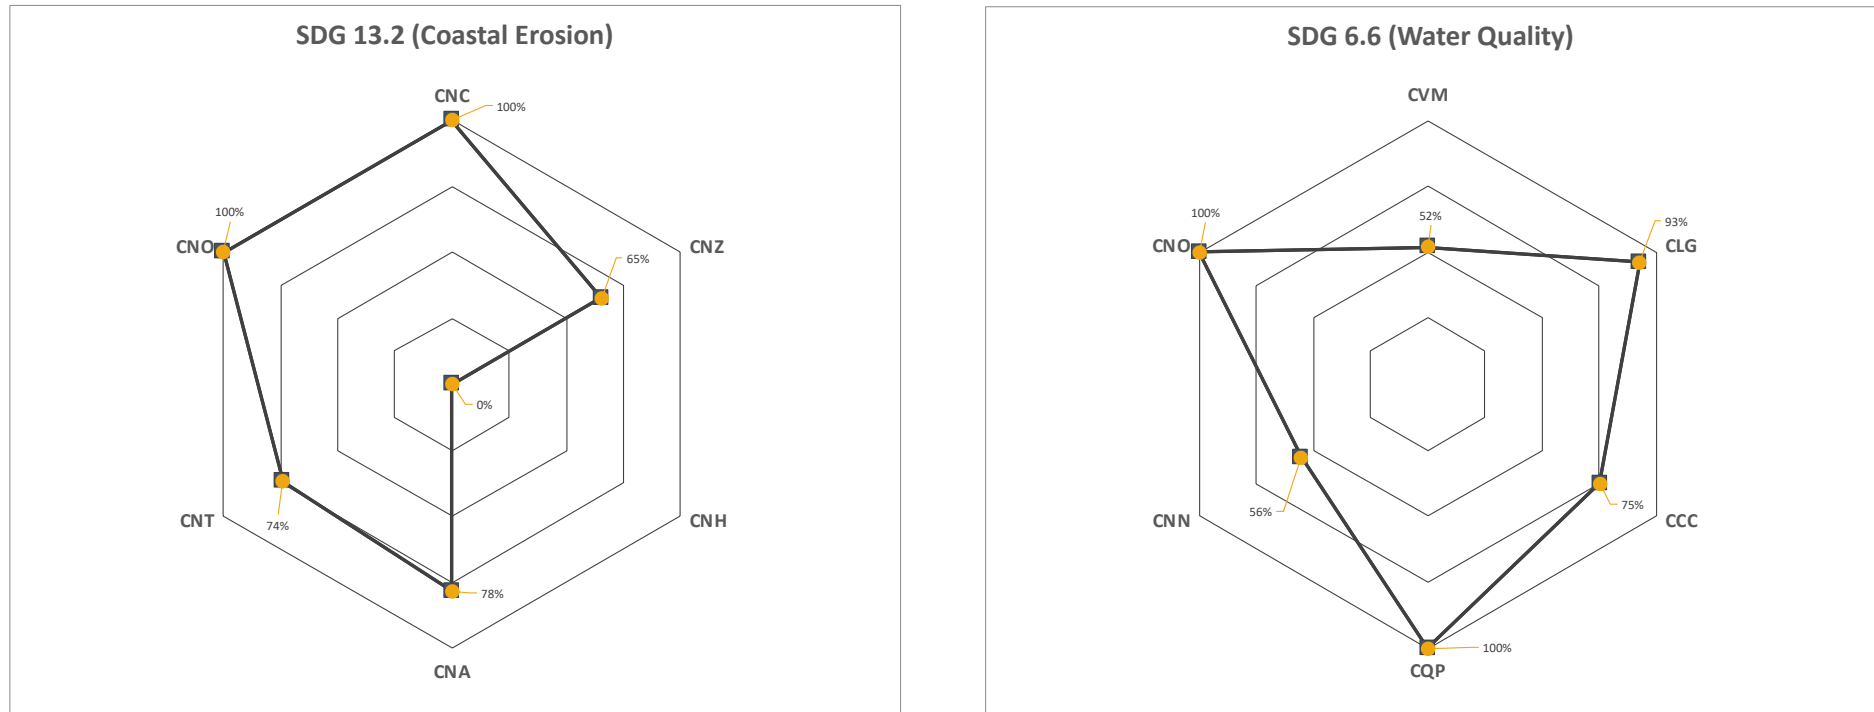 SDG 13.2 (Coastal Erosion)
CNC
100%
100%
CNO
CNZ
65%
0%
CNT
74%
CNH
78%
CNA
SDG 6.6 (Water Quality)
CVM
100%
52%
93%
CNO
CLG
56%
CNN
75%
CCC
100%
CQP